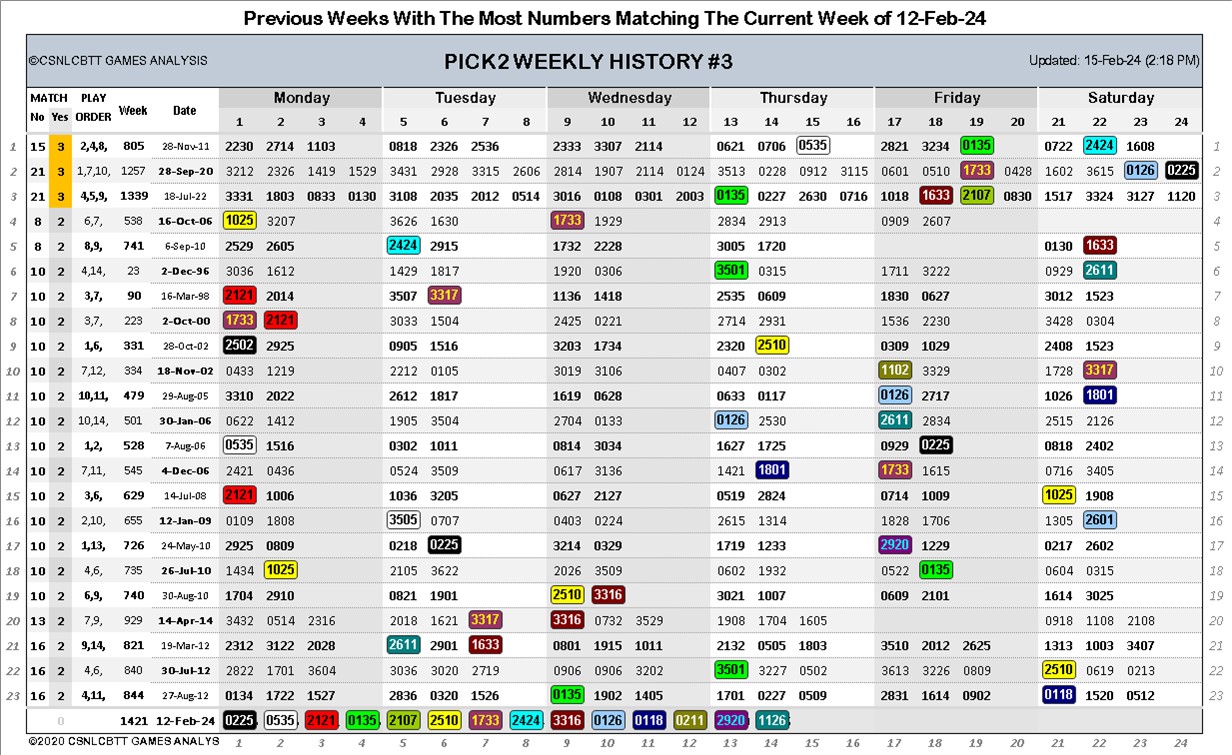 Previous Weeks With The Most Numbers Matching The Current Week of 12-Feb-24
©CSNLCBTT GAMES ANALYSIS PICK2 WEEKLY HISTORY #3 Updated: 15-Feb-24 (2:18 PM)
MATCH PLAY Week Date Monday Tuesday Wednesday Thursday Friday Saturday
No Yes ORDER 1 2 3 4 5 6 7 8 9 10 11 12 13 14 15 16 17 18 19 20 21 22 23 24
1 15 3 2,4,8, 805 28-Nov-11 2230 2714 1103 0818 2326 2536 2333 3307 2114 0621 0706 0535 2821 3234 0135 0722 2424 1608 1
2 21 3 1,7,10, 1257 28-Sep-20 3212 2326 1419 1529 3431 2928 3315 2606 2814 1907 2114 0124 3513 0228 0912 3115 0601 0510 1733 0428 1602 3615 0126 0225 2
3 21 3 4,5,9, 1339 18-Jul-22 3331 1803 0833 0130 3108 2035 2012 0514 3016 0108 0301 2003 0135 0227 2630 0716 1018 1633 2107 0830 1517 3324 3127 1120 3
4 8 2 6,7, 538 16-Oct-06 1025 3207 3626 1630 1733 1929 2834 2913 0909 2607 4
5 8 2 8,9, 741 6-Sep-10 2529 2605 2424 2915 1732 2228 3005 1720 0130 1633 5
6 10 2 4,14, 23 2-Dec-96 3036 1612 1429 1817 1920 0306 3501 0315 1711 3222 0929 2611 6
7 10 2 3,7, 90 16-Mar-98 2121 2014 3507 3317 1136 1418 2535 0609 1830 0627 3012 1523 7
8 10 2 3,7, 223 2-Oct-00 1733 2121 3033 1504 2425 0221 2714 2931 1536 2230 3428 0304 8
9 10 2 1,6, 331 28-Oct-02 2502 2925 0905 1516 3203 1734 2320 2510 0309 1029 2408 1523 9
10 10 2 7,12, 334 18-Nov-02 0433 1219 2212 0105 3019 3106 0407 0302 1102 3329 1728 3317 10
11 10 2 10,11, 479 29-Aug-05 3310 2022 2612 1817 1619 0628 0633 0117 0126 2717 1026 1801 11
12 10 2 10,14, 501 30-Jan-06 0622 1412 1905 3504 2704 0133 0126 2530 2611 2834 2515 2126 12
13 10 2 1,2, 528 7-Aug-06 0535 1516 0302 1011 0814 3034 1627 1725 0929 0225 0818 2402 13
14 10 2 7,11, 545 4-Dec-06 2421 0436 0524 3509 0617 3136 1421 1801 1733 1615 0716 3405 14
15 10 2 3,6, 629 14-Jul-08 2121 1006 1036 3205 0627 2127 0519 2824 0714 1009 1025 1908 15
16 10 2 2,10, 655 12-Jan-09 0109 1808 3505 0707 0403 0224 2615 1314 1828 1706 1305 2601 16
17 10 2 1,13, 726 24-May-10 2925 0809 0218 0225 3214 0329 1719 1233 2920 1229 0217 2602 17
18 10 2 4,6, 735 26-Jul-10 1434 1025 2105 3622 2026 3509 0602 1932 0522 0135 0604 0315 18
19 10 2 6,9, 740 30-Aug-10 1704 2910 0821 1901 2510 3316 3021 1007 0609 2101 1614 3025 19
20 13 2 7,9, 929 14-Apr-14 3432 0514 2316 2018 1621 3317 3316 0732 3529 1908 1704 1605 0918 1108 2108 20
21 16 2 9,14, 821 19-Mar-12 2312 3122 2028 2611 2901 1633 0801 1915 1011 2132 0505 1803 3510 2012 2625 1313 1003 3407 21
22 16 2 4,6, 840 30-Jul-12 2822 1701 3604 3036 3020 2719 0906 0906 3202 3501 3227 0502 3613 3226 0809 2510 0619 0213 22
23 16 2 4,11, 844 27-Aug-12 0134 1722 1527 2836 0320 1526 0135 1902 1405 1701 0227 0509 2831 1614 0902 0118 1520 0512 23
0 1421 12-Feb-24 0225 0535 2121 0135 2107 2510 1733 2424 3316 0126 0118 0211 2920 1126
©2020 CSNLCBTT GAMES ANALYS 1 2 3 4 5 6 7 8 9 10 11 12 13 14 15 16 17 18 19 20 21 22 23 24